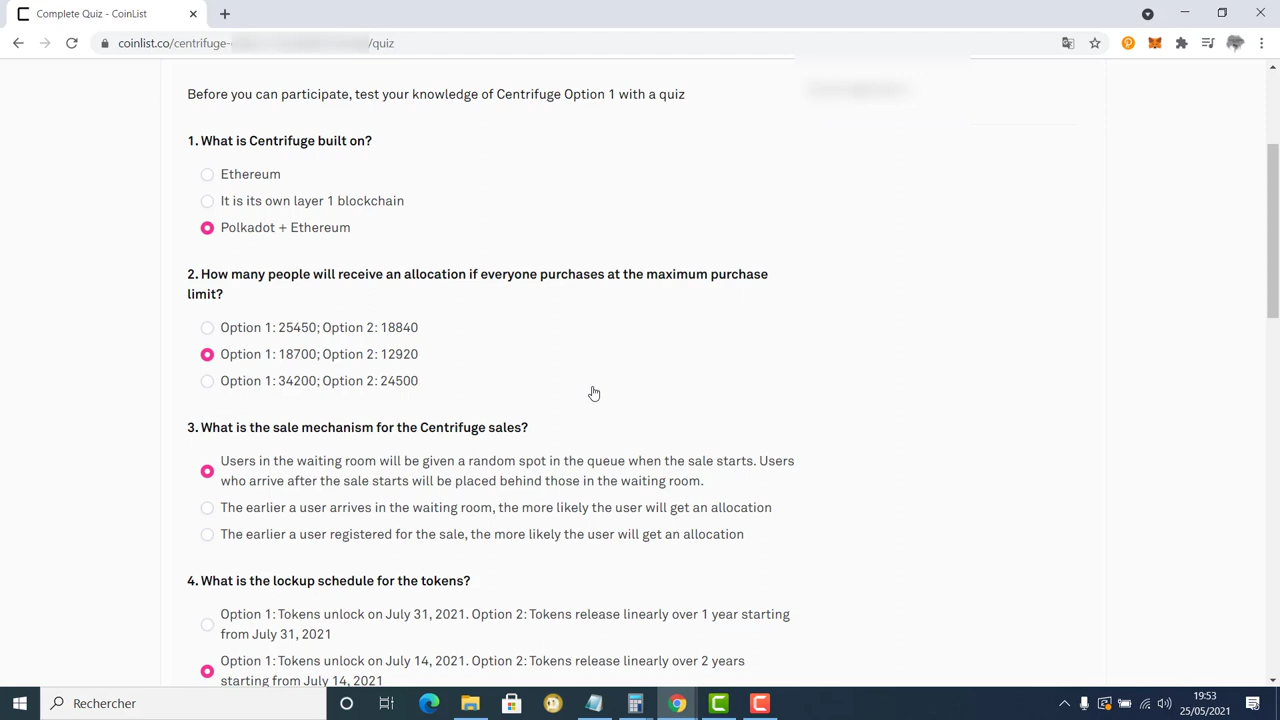 Complete Quiz - CoinList
coinlist.co/centrifuge- /quiz
Before you can participate, test your knowledge of Centrifuge Option 1 with a quiz
1. What is Centrifuge built on?
Ethereum
It is its own layer 1 blockchain
Polkadot + Ethereum
2. How many people will receive an allocation if everyone purchases at the maximum purchase
limit?
Option 1: 25450; Option 2: 18840
Option 1: 18700; Option 2: 12920
Option 1: 34200; Option 2: 24500
3. What is the sale mechanism for the Centrifuge sales?
Users in the waiting room will be given a random spot in the queue when the sale starts. Users
who arrive after the sale starts will be placed behind those in the waiting room.
The earlier a user arrives in the waiting room, the more likely the user will get an allocation
The earlier a user registered for the sale, the more likely the user will get an allocation
4. What is the lockup schedule for the tokens?
Option 1: Tokens unlock on July 31, 2021. Option 2: Tokens release linearly over 1 year starting
from July 31, 2021
Option 1: Tokens unlock on July 14, 2021. Option 2: Tokens release linearly over 2 years
starting from July 14, 2021
Rechercher
19:53
25/05/2021